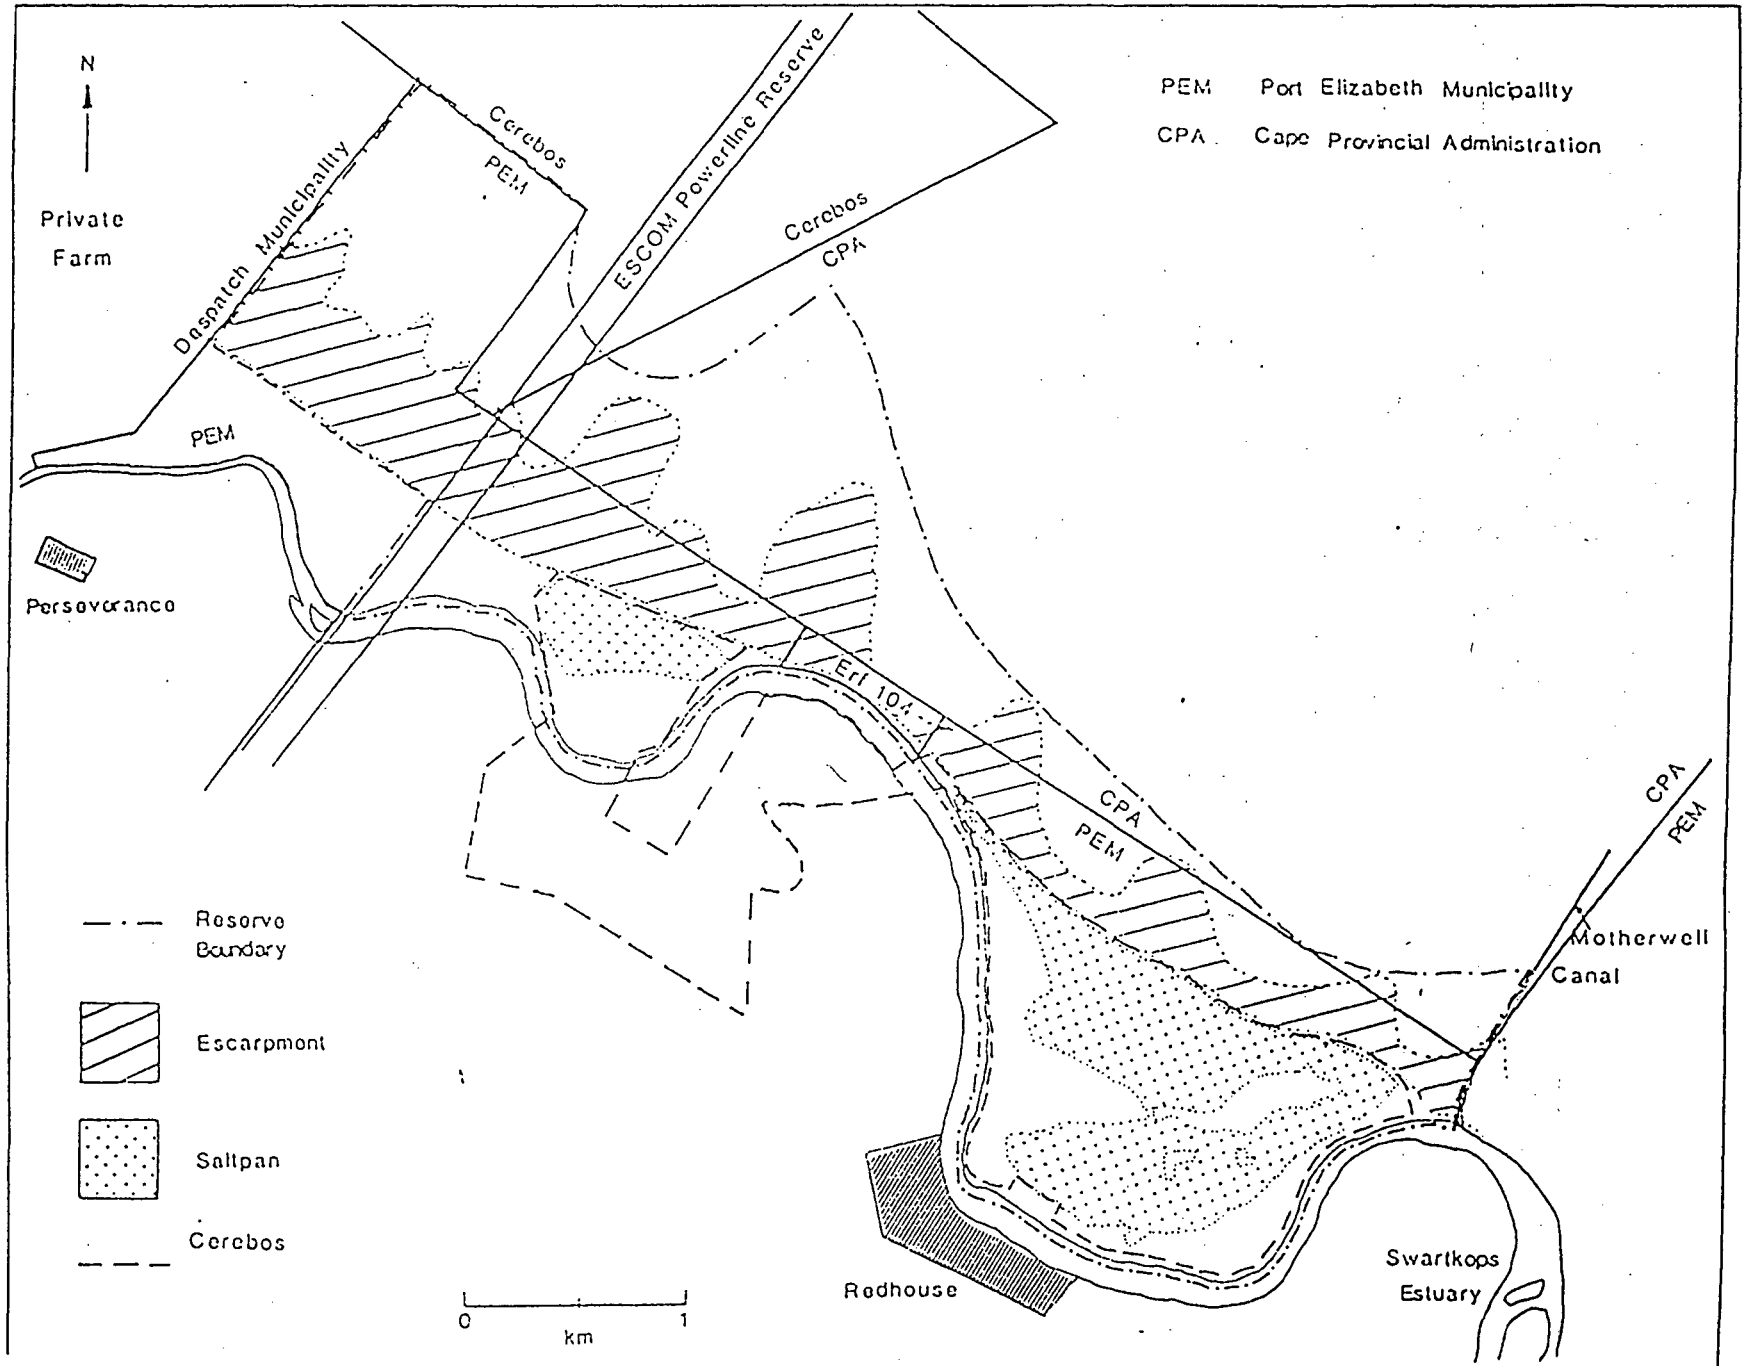 N
PEM Port Elizabeth Municipality
CPA Cape Provincial Administration
Private
Farm
Despatch Municipality
Cerebos
PEM
ESCOM Powerline Reserve
Cerebos
CPA
PEM
Perseverance
Erf 104
CPA
PEM
CPA
PEM
Motherwell
Canal
Reserve
Boundary
Escarpment
Saltpan
Cerebos
Redhouse
Swartkops
Estuary
0 1
km